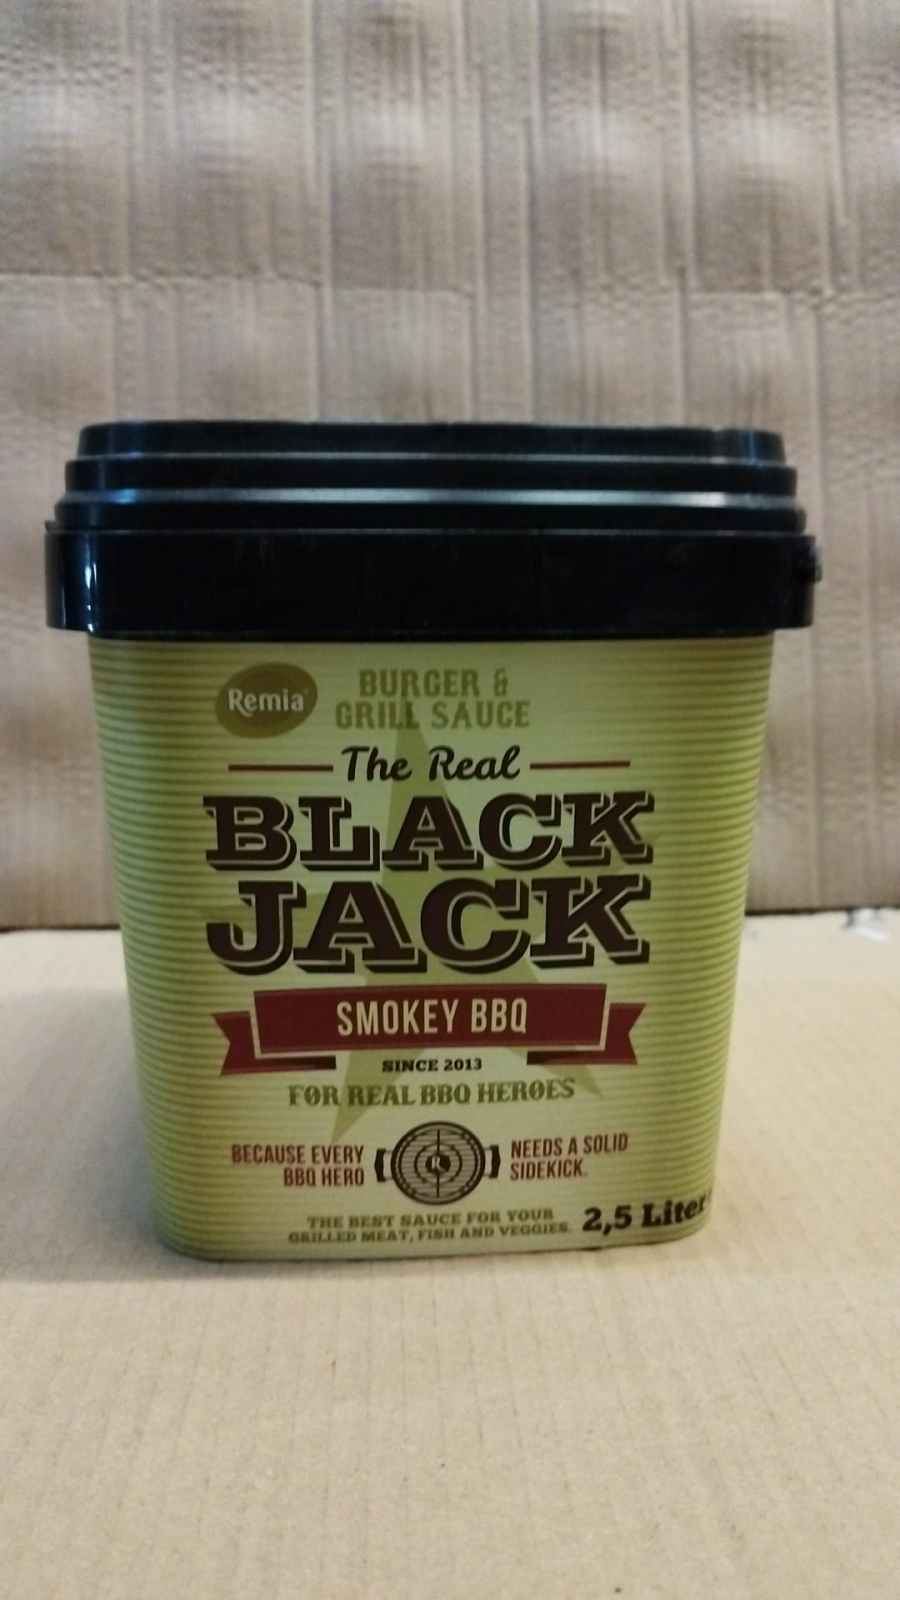 Remia
BURGER &
GRILL SAUCE
The Real
BLACK
JACK
SMOKEY BBQ
SINCE 2013
FOR REAL BBQ HEROES
BECAUSE EVERY
BBQ HERO
R
NEEDS A SOLID
SIDEKICK.
THE BEST SAUCE FOR YOUR
GRILLED MEAT, FISH AND VEGGIES.
2,5 Liter